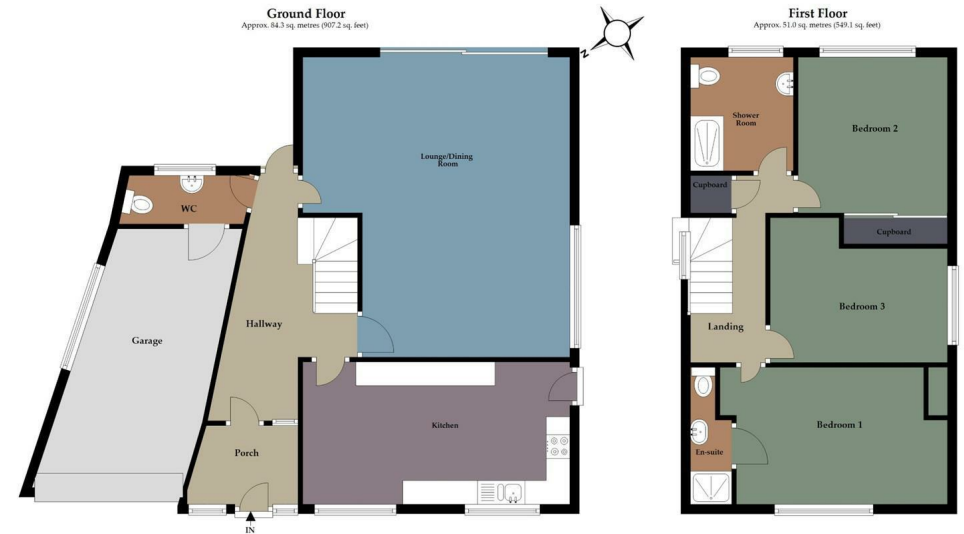 Ground Floor
Approx. 84.3 sq. metres (907.2 sq. feet)
N
Lounge/Dining
Room
WC
Garage
Hallway
Porch
Kitchen
IN
First Floor
Approx. 51.0 sq. metres (549.1 sq. feet)
Shower
Room
Bedroom 2
Cupboard
Cupboard
Bedroom 3
Landing
Bedroom 1
En-suite